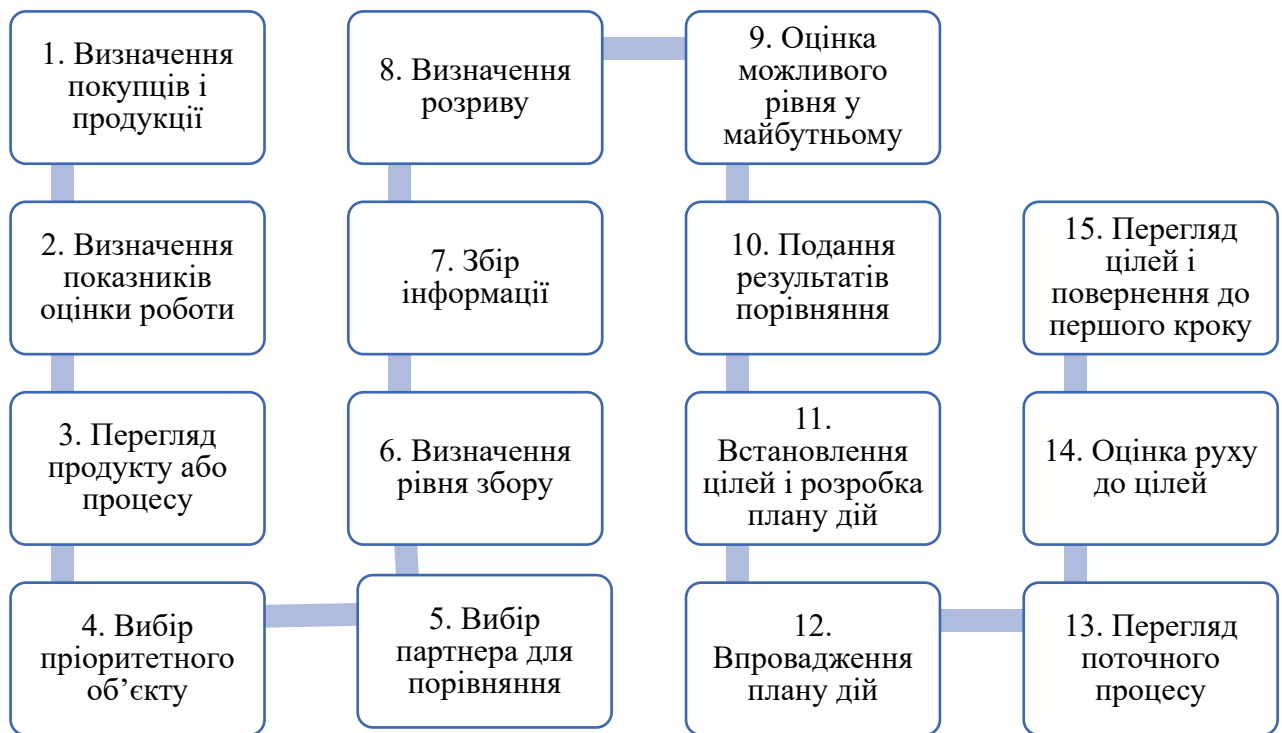 1. Визначення
покупців і
продукції
2. Визначення
показників
оцінки роботи
3. Перегляд
продукту або
процесу
4. Вибір
пріоритетного
об’єкту
5. Вибір
партнера для
порівняння
6. Визначення
рівня збору
7. Збір
інформації
8. Визначення
розриву
9. Оцінка
можливого
рівня у
майбутньому
10. Подання
результатів
порівняння
11.
Встановлення
цілей і розробка
плану дій
12.
Впровадження
плану дій
13. Перегляд
поточного
процесу
14. Оцінка руху
до цілей
15. Перегляд
цілей і
повернення до
першого кроку